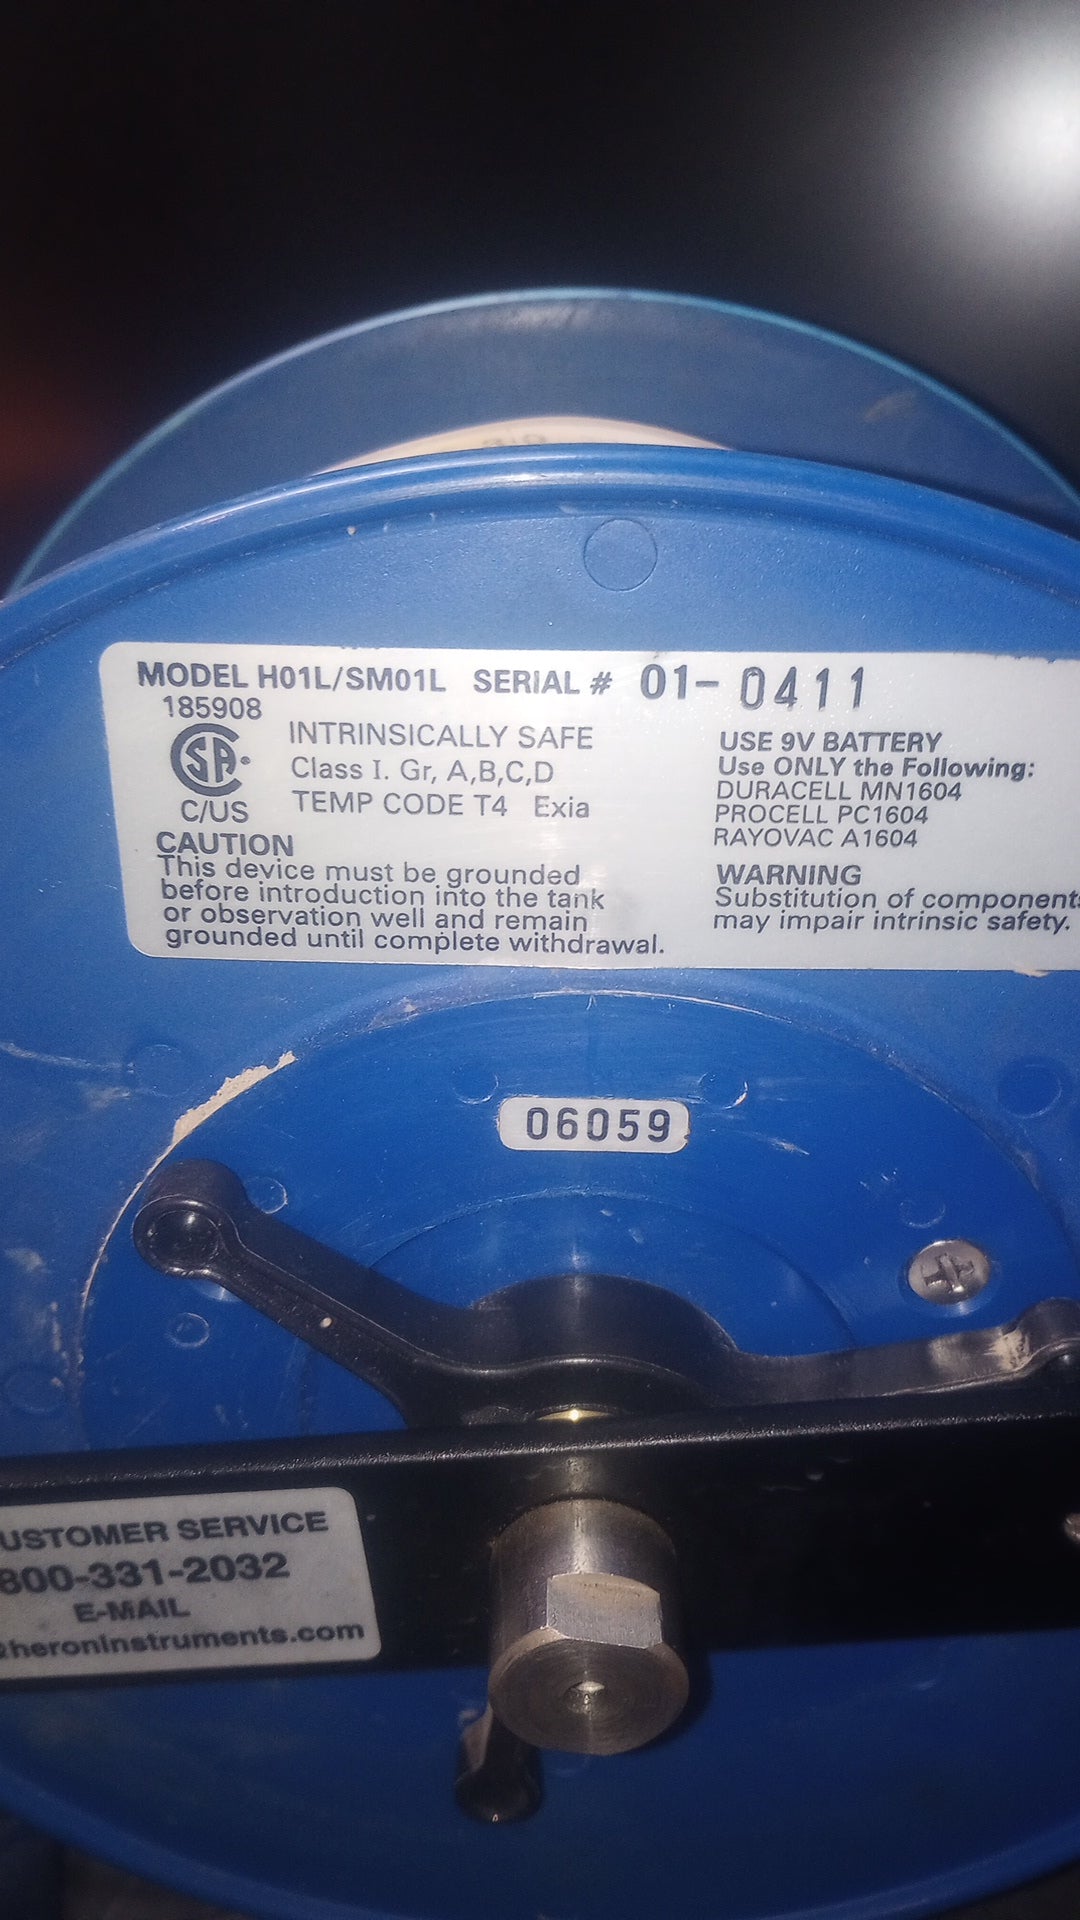 MODEL H01L/SM01L SERIAL # 01- 0411
185908
SA
C/US
INTRINSICALLY SAFE
Class I. Gr, A,B,C,D
TEMP CODE T4 Exia
CAUTION
This device must be grounded
before introduction into the tank
or observation well and remain
grounded until complete withdrawal.
USE 9V BATTERY
Use ONLY the Following:
DURACELL MN1604
PROCELL PC1604
RAYOVAC A1604
WARNING
Substitution of components
may impair intrinsic safety.
06059
USTOMER SERVICE
800-331-2032
E-MAIL
@heroninstruments.com